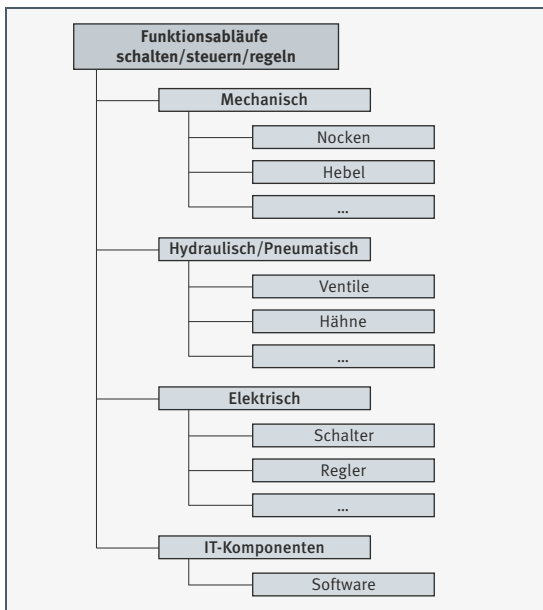 Funktionsabläufe
schalten/steuern/regeln
Mechanisch
Nocken
Hebel
...
Hydraulisch/Pneumatisch
Ventile
Hähne
...
Elektrisch
Schalter
Regler
...
IT-Komponenten
Software